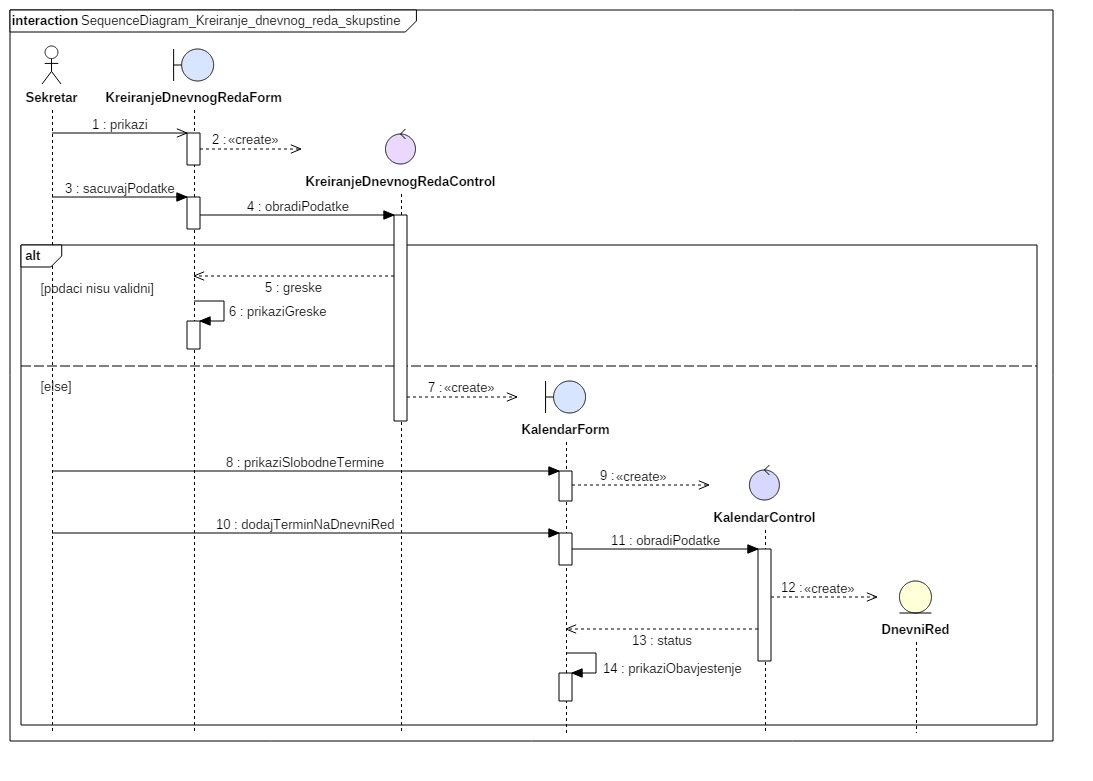 interaction SequenceDiagram_Kreiranje_dnevnog_reda_skupstine
Sekretar
KreiranjeDnevnogRedaForm
1 : prikazi
2 : «create»
KreiranjeDnevnogRedaControl
3 : sacuvajPodatke
4 : obradiPodatke
alt
5 : greske
[podaci nisu validni]
6 : prikaziGreske
[else]
7 : «create»
KalendarForm
8 : prikaziSlobodneTermine
9 : «create»
KalendarControl
10 : dodajTerminNaDnevniRed
11 : obradiPodatke
12 : «create»
DnevniRed
13 : status
14 : prikaziObavjestenje